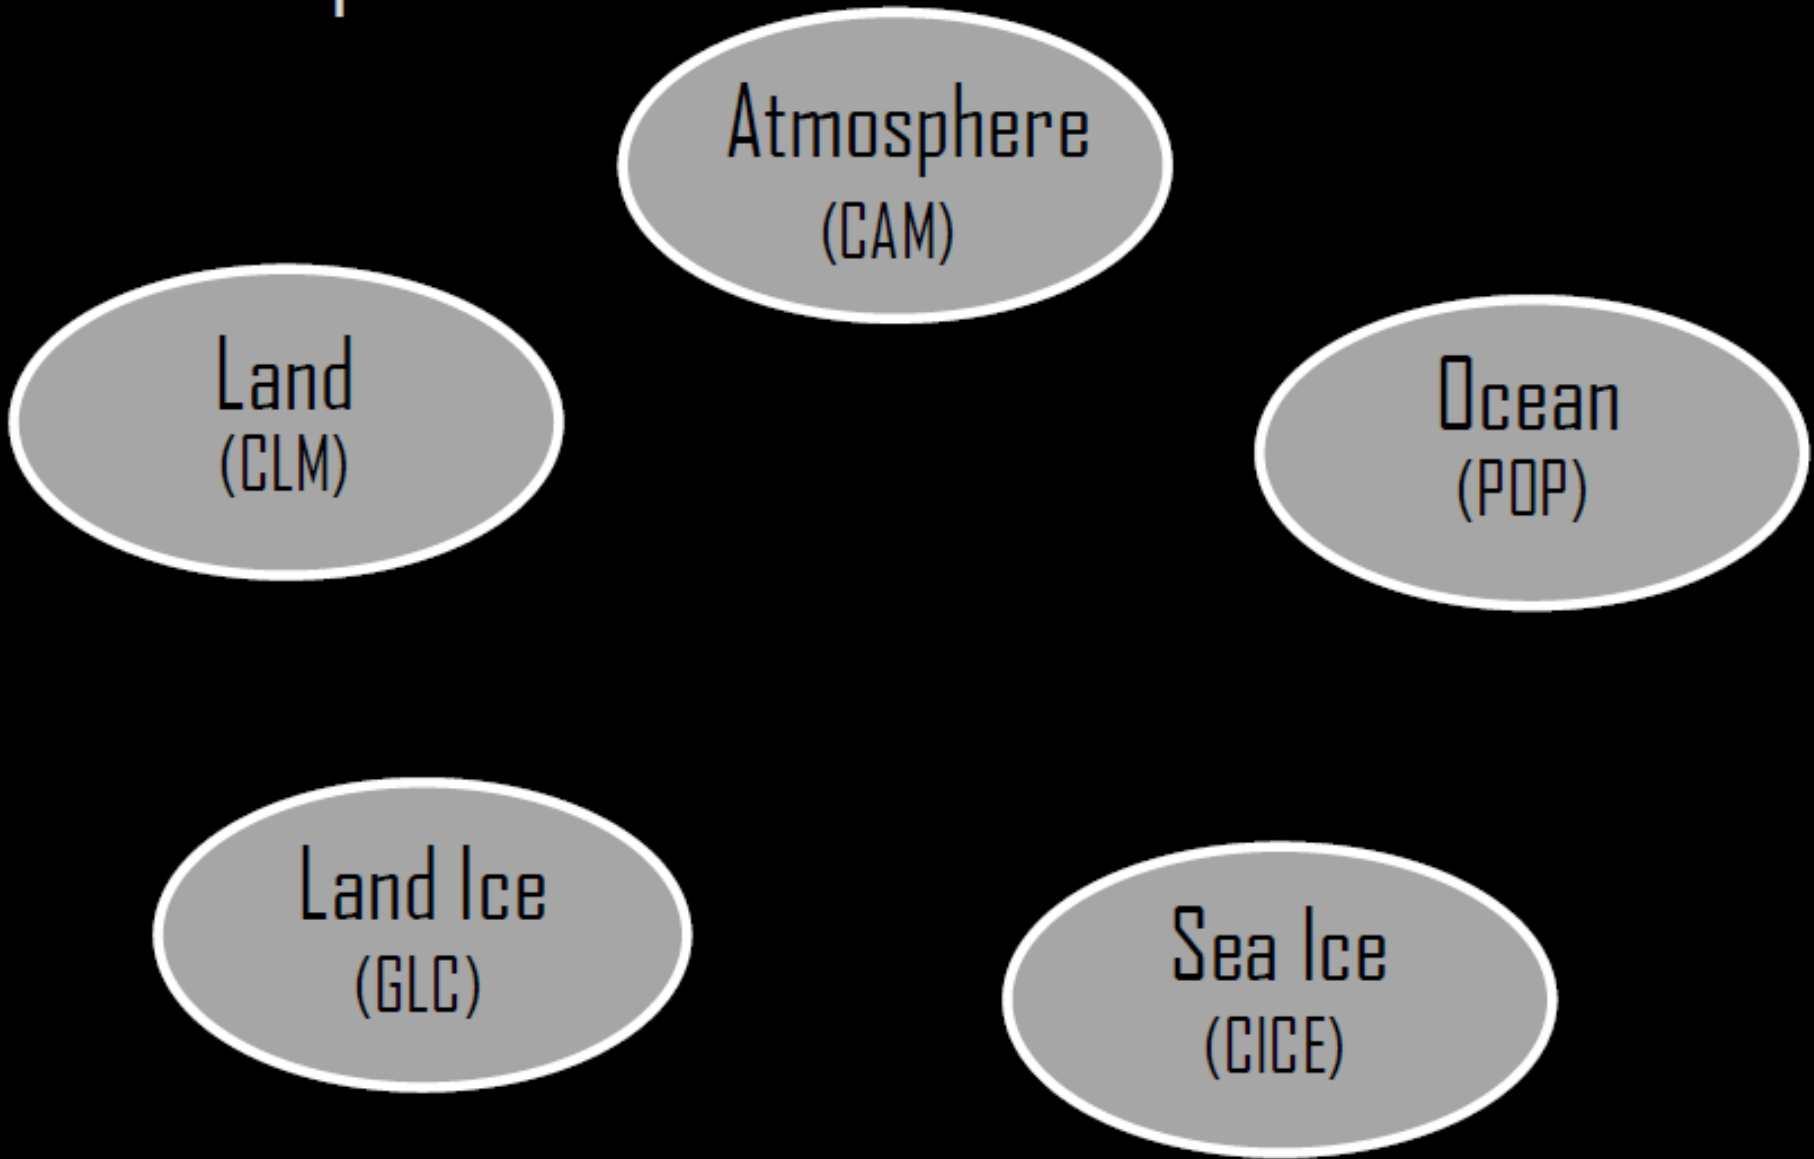 Atmosphere
(CAM)
Land
(CLM)
Ocean
(POP)
Land Ice
(GLC)
Sea Ice
(CICE)